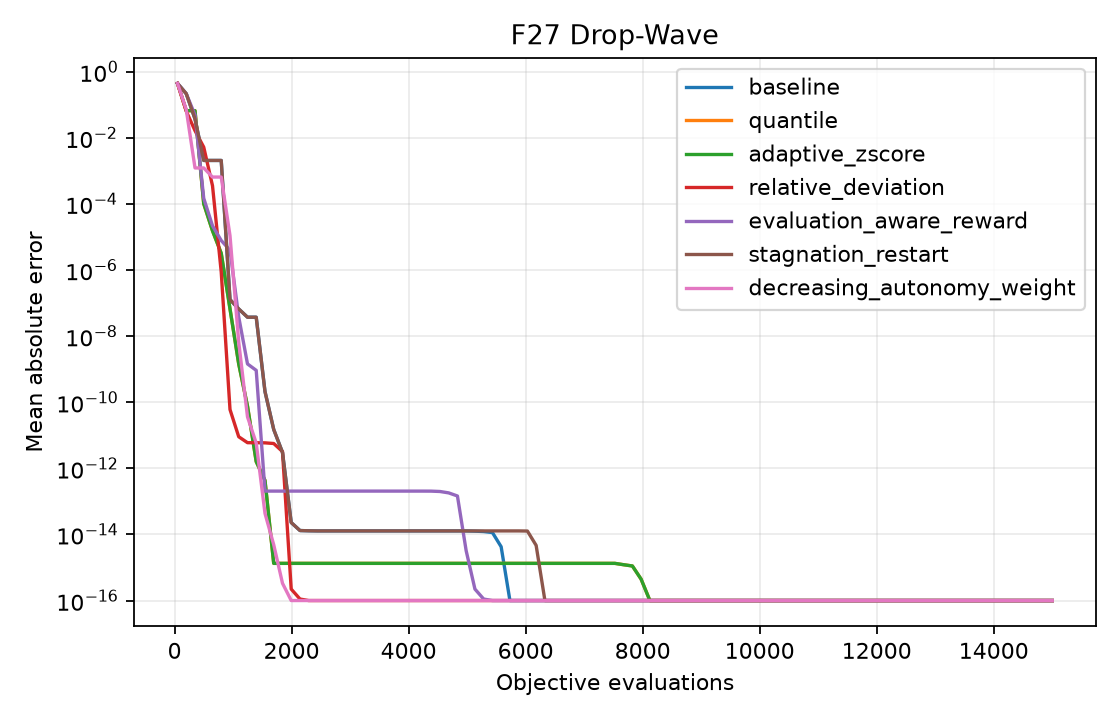 F27 Drop-Wave
Mean absolute error
10⁰
10⁻²
10⁻⁴
10⁻⁶
10⁻⁸
10⁻¹⁰
10⁻¹²
10⁻¹⁴
10⁻¹⁶
baseline
quantile
adaptive_zscore
relative_deviation
evaluation_aware_reward
stagnation_restart
decreasing_autonomy_weight
0 2000 4000 6000 8000 10000 12000 14000
Objective evaluations